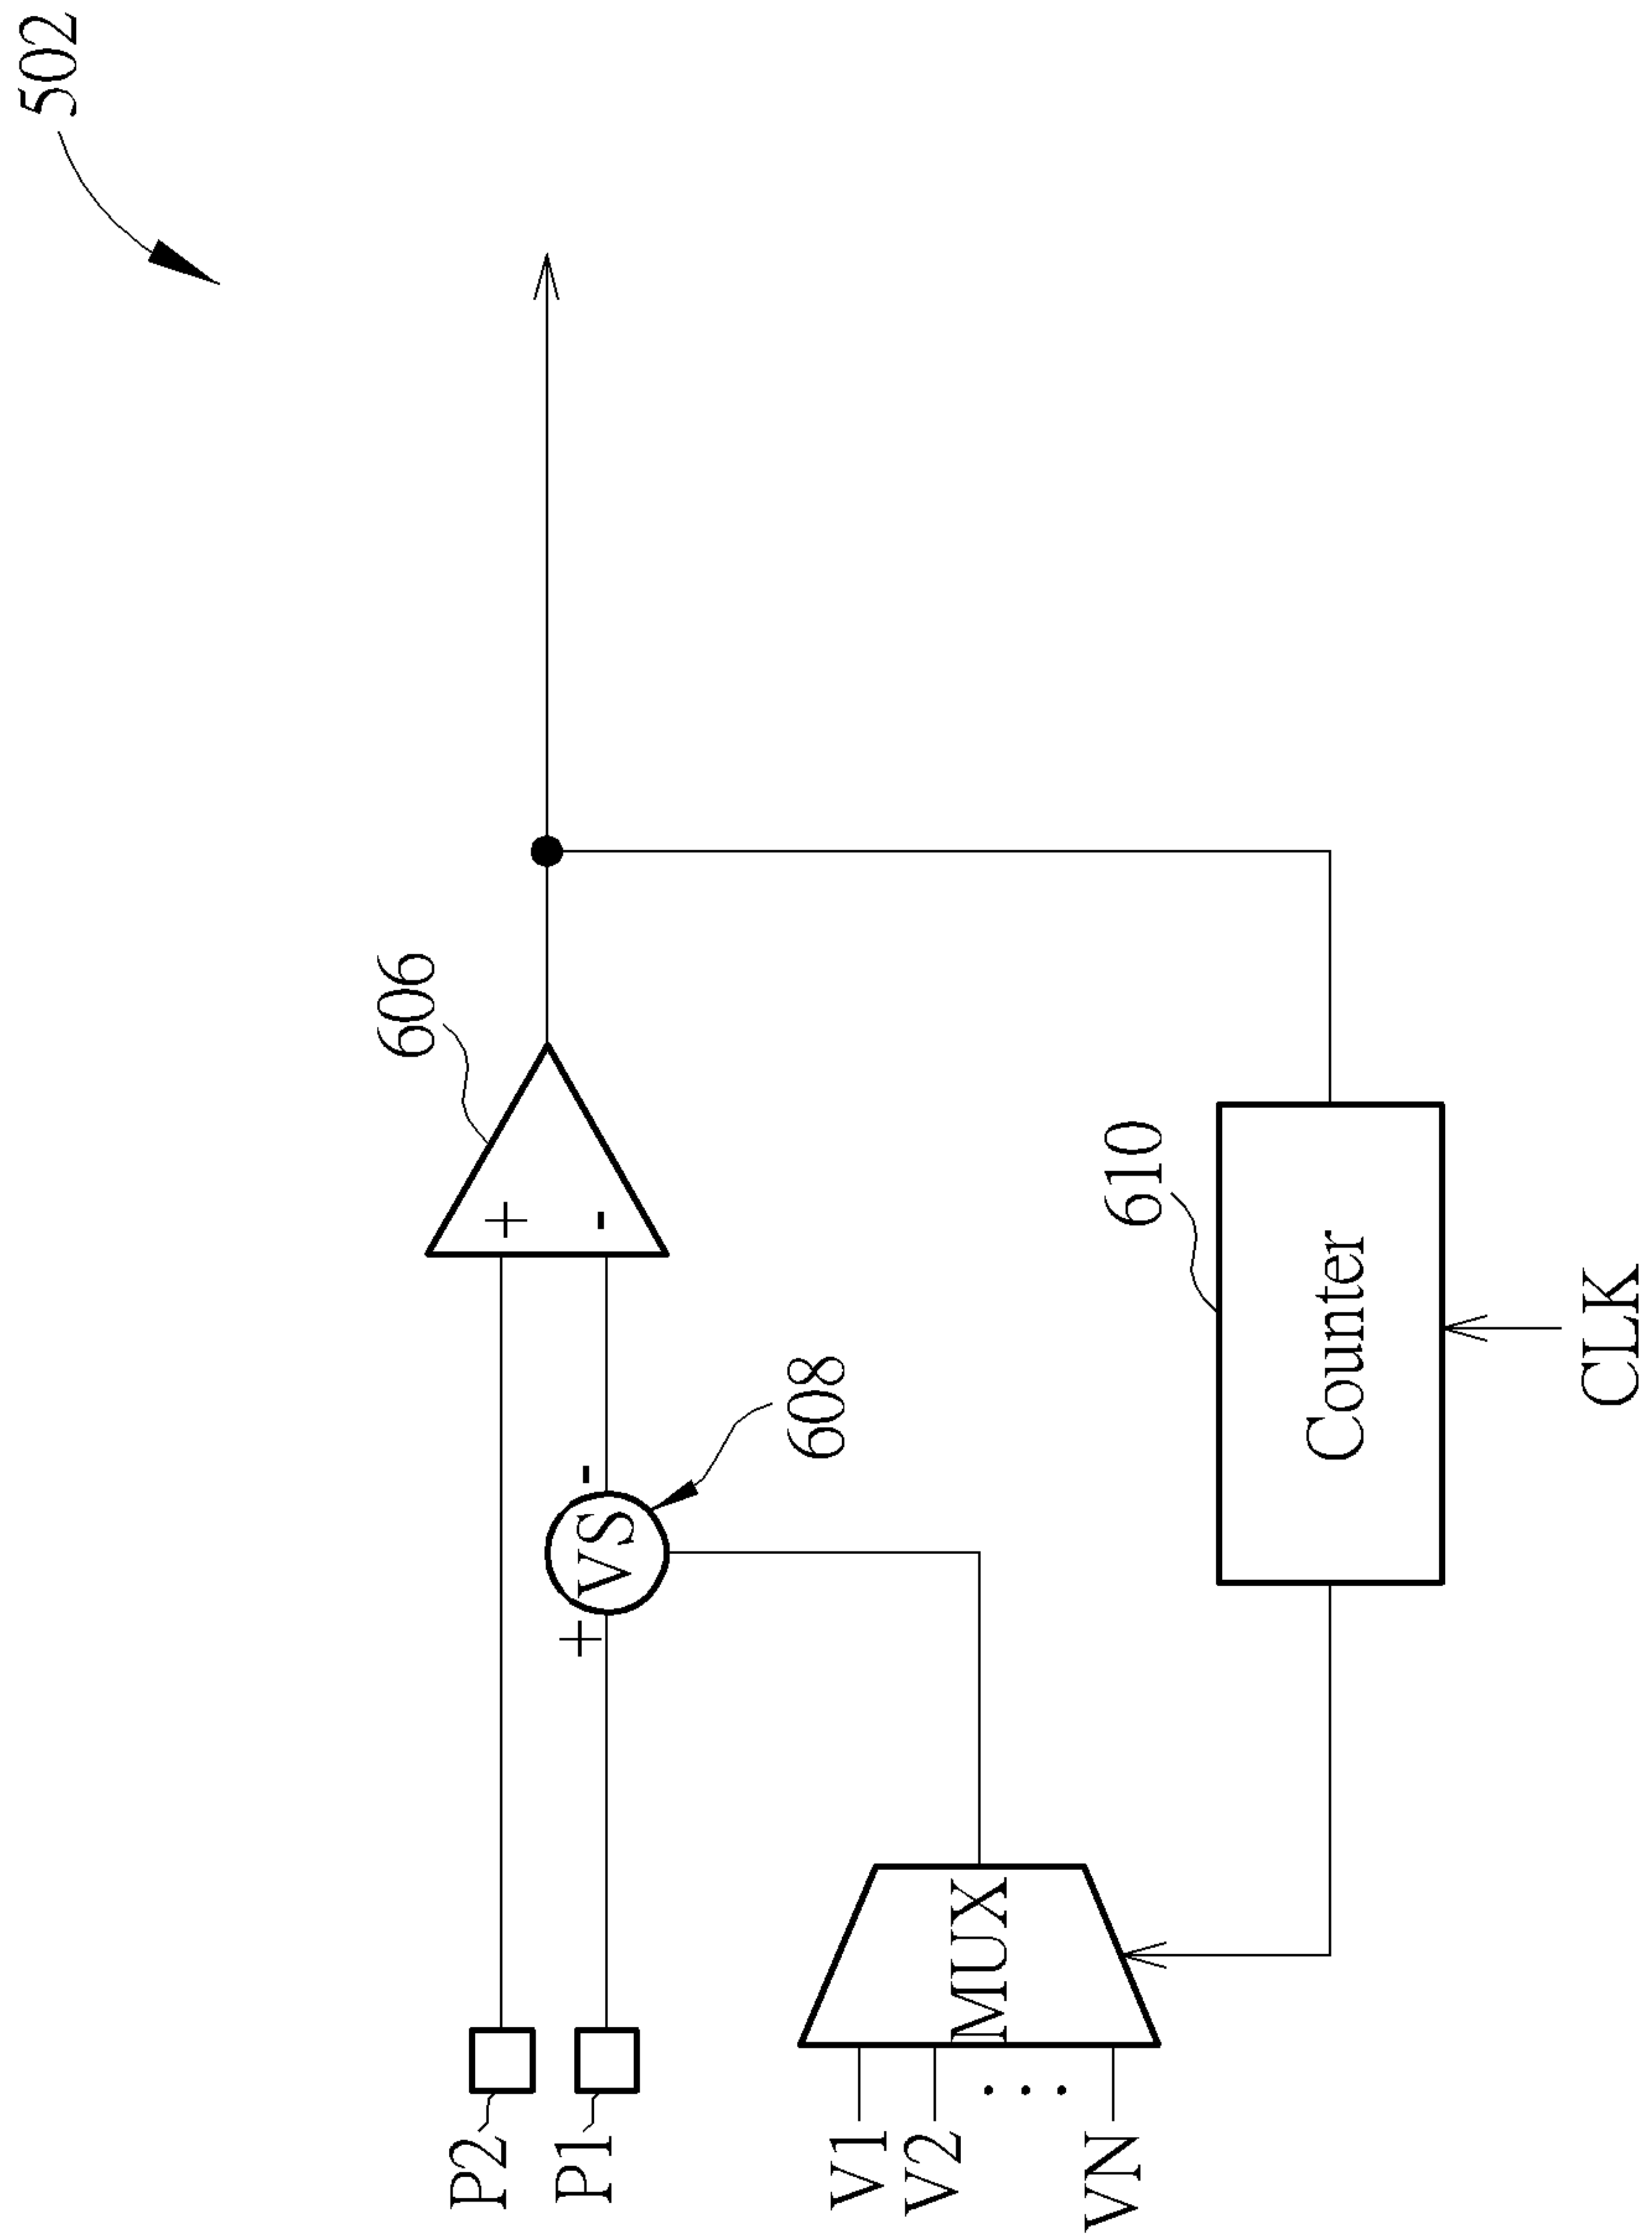 502
606
P2
+
P1
+
VS
-
-
608
V1
V2
VN
MUX
610
Counter
CLK